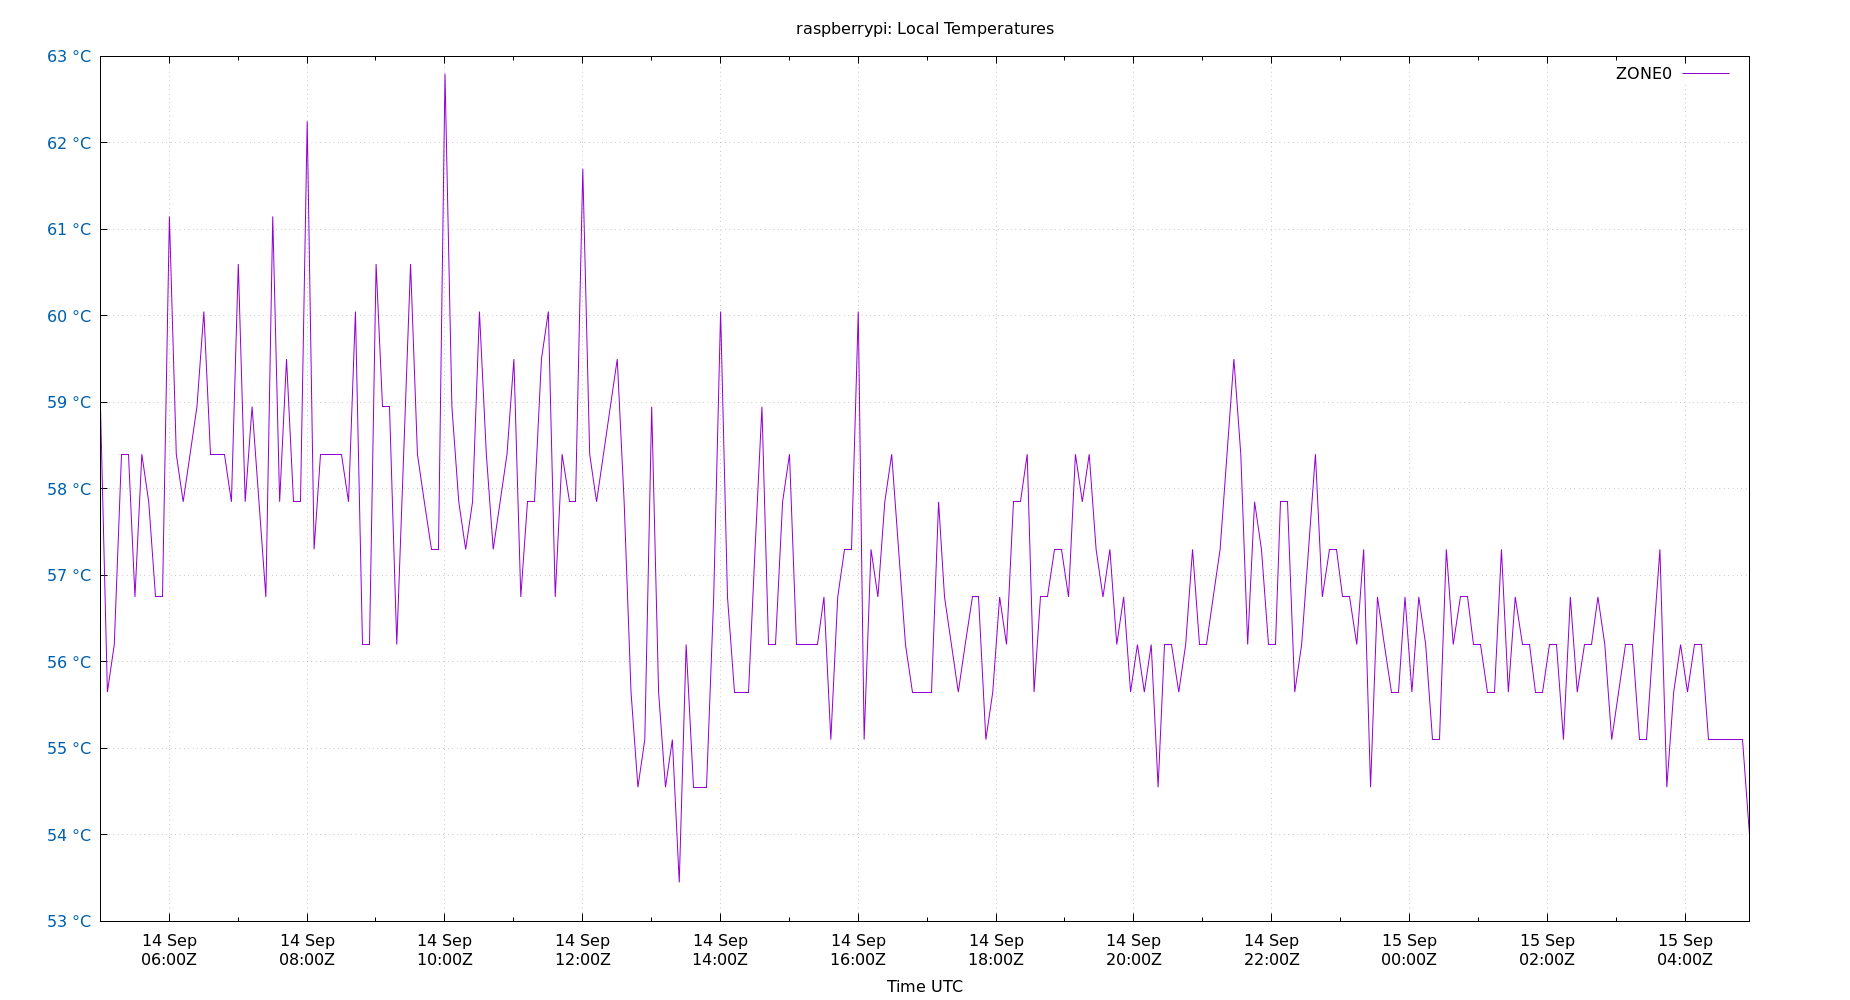 raspberrypi: Local Temperatures
63 °C
ZONE0
62 °C
61 °C
60 °C
59 °C
58 °C
57 °C
56 °C
55 °C
54 °C
53 °C
14 Sep 14 Sep 14 Sep 14 Sep 14 Sep 14 Sep 14 Sep 14 Sep 14 Sep 15 Sep 15 Sep 15 Sep
06:00Z 08:00Z 10:00Z 12:00Z 14:00Z 16:00Z 18:00Z 20:00Z 22:00Z 00:00Z 02:00Z 04:00Z
Time UTC